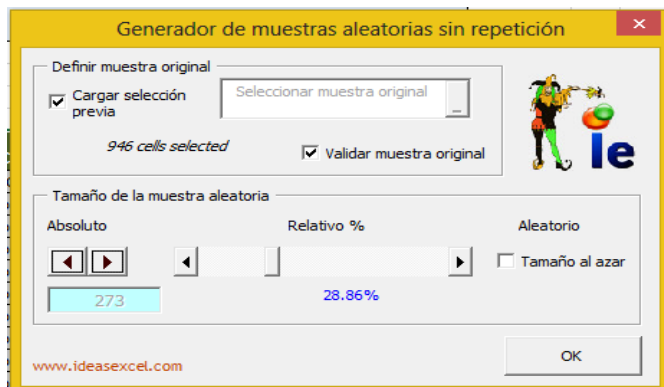 Generador de muestras aleatorias sin repetición
Definir muestra original
Cargar selección
previa
Seleccionar muestra original
_
946 cells selected
Validar muestra original
Ie
Tamaño de la muestra aleatoria
Absoluto
Relativo %
Aleatorio
Tamaño al azar
273
28.86%
www.ideasexcel.com
OK